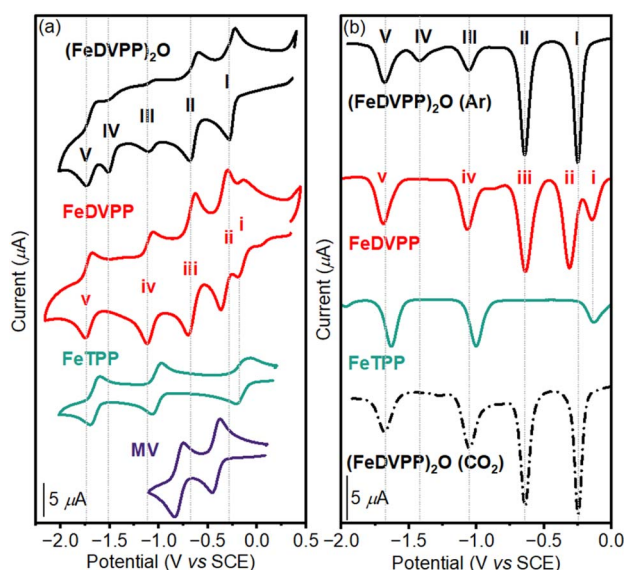 (a)
(FeDVPP)₂O
V
IV
III
II
I
FeDVPP
v
iv
iii
ii
i
FeTPP
MV
5 µA
Current (µA)
-2.0 -1.5 -1.0 -0.5 0.0 0.5
Potential (V vs SCE)
(b)
V IV III II I
(FeDVPP)₂O (Ar)
v iv iii ii i
FeDVPP
FeTPP
(FeDVPP)₂O (CO₂)
5 µA
Current (µA)
-2.0 -1.5 -1.0 -0.5 0.0
Potential (V vs SCE)